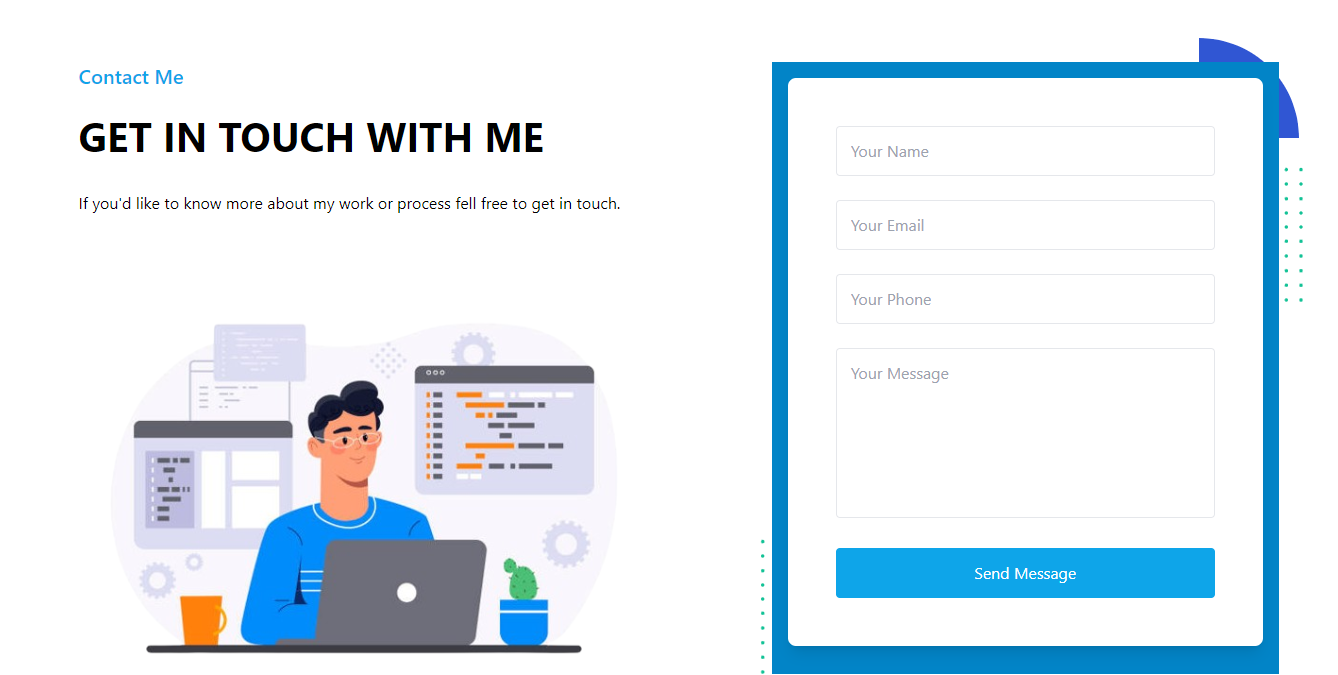 Contact Me
GET IN TOUCH WITH ME
If you'd like to know more about my work or process fell free to get in touch.
Your Name
Your Email
Your Phone
Your Message
Send Message